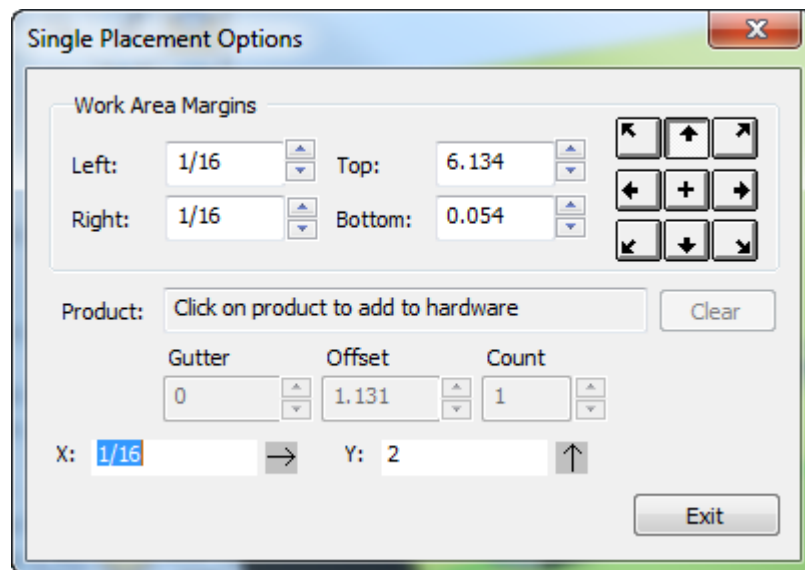 Single Placement Options
Work Area Margins
Left: 1/16 Top: 6.134
Right: 1/16 Bottom: 0.054
Product: Click on product to add to hardware Clear
Gutter Offset Count
0 1.131 1
X: 1/16 Y: 2
Exit